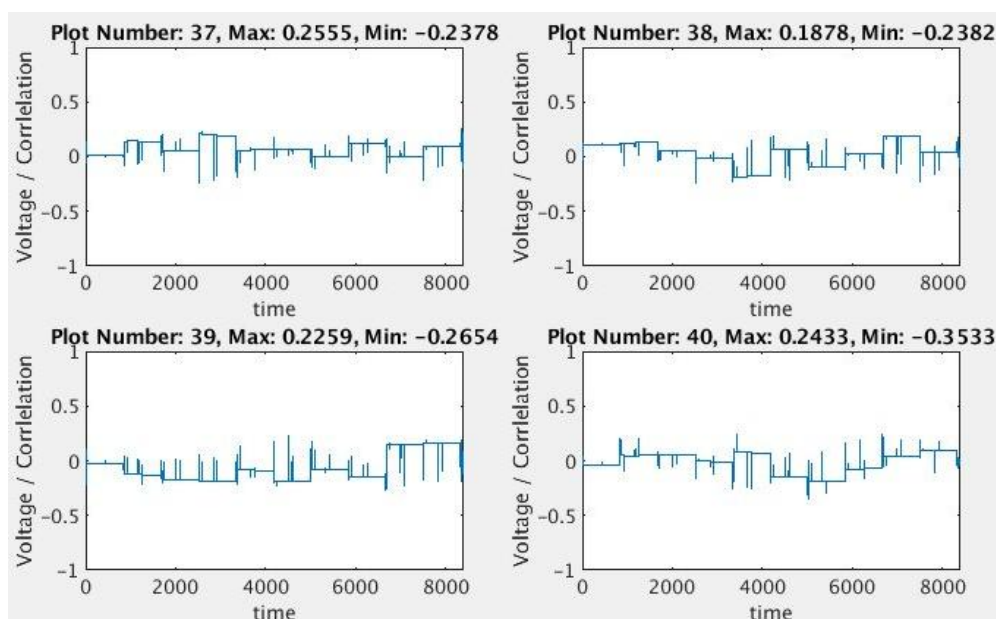 Plot Number: 37, Max: 0.2555, Min: -0.2378
1
0.5
0
-0.5
-1
Voltage / Corrlelation
0 2000 4000 6000 8000
time
Plot Number: 38, Max: 0.1878, Min: -0.2382
1
0.5
0
-0.5
-1
Voltage / Corrlelation
0 2000 4000 6000 8000
time
Plot Number: 39, Max: 0.2259, Min: -0.2654
1
0.5
0
-0.5
-1
Voltage / Corrlelation
0 2000 4000 6000 8000
time
Plot Number: 40, Max: 0.2433, Min: -0.3533
1
0.5
0
-0.5
-1
Voltage / Corrlelation
0 2000 4000 6000 8000
time